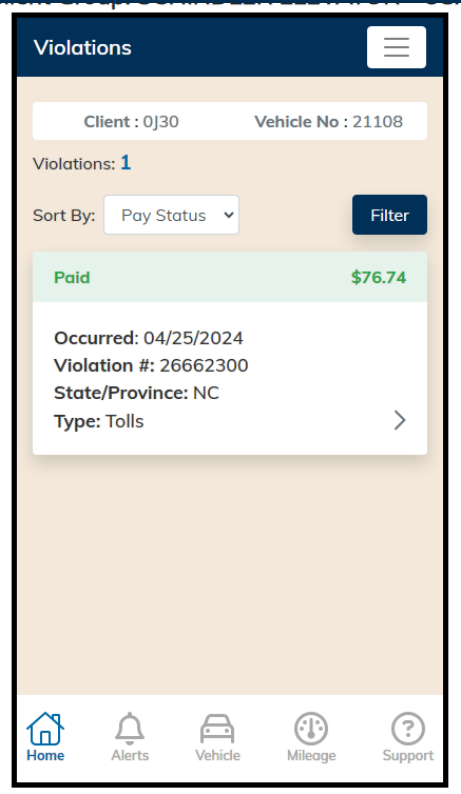 Violations
Client : 0J30 Vehicle No : 21108
Violations: 1
Sort By: Pay Status Filter
Paid $76.74
Occurred: 04/25/2024
Violation #: 26662300
State/Province: NC
Type: Tolls
Home Alerts Vehicle Mileage Support